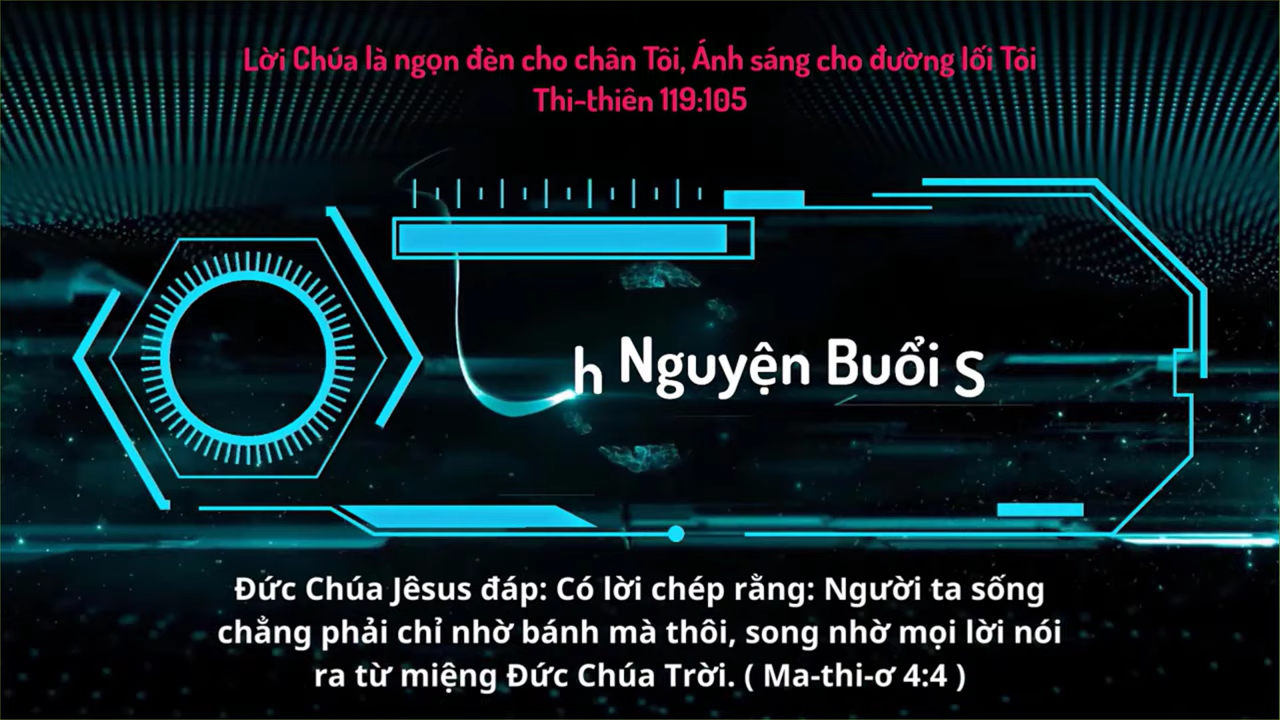 Lời Chúa là ngọn đèn cho chân Tôi, Ánh sáng cho đường lối Tôi
Thi-thiên 119:105
h Nguyện Buổi S
Đức Chúa Jêsus đáp: Có lời chép rằng: Người ta sống
chẳng phải chỉ nhờ bánh mà thôi, song nhờ mọi lời nói
ra từ miệng Đức Chúa Trời. ( Ma-thi-ơ 4:4 )